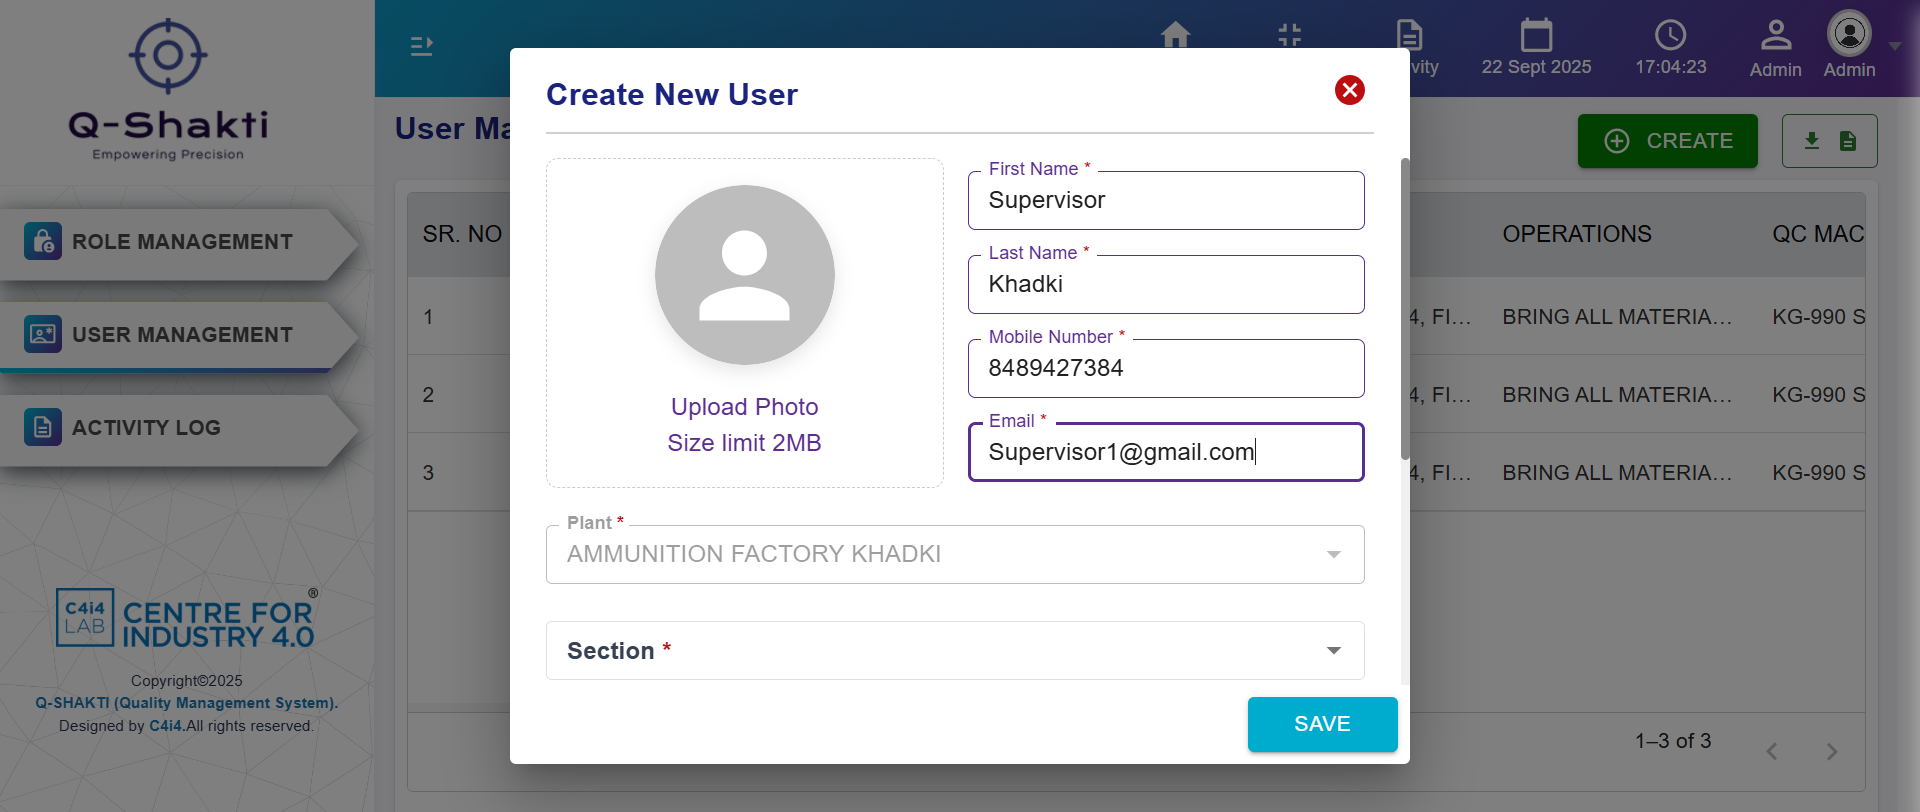 Q-Shakti
Empowering Precision
ROLE MANAGEMENT
USER MANAGEMENT
ACTIVITY LOG
C4i4
LAB
CENTRE FOR
INDUSTRY 4.0
®
Copyright©2025
Q-SHAKTI (Quality Management System).
Designed by C4i4.All rights reserved.
vity
22 Sept 2025
17:04:23
Admin
Admin
User Ma
CREATE
SR. NO
OPERATIONS
QC MAC
1
4, FI...
BRING ALL MATERIA...
KG-990 S
2
4, FI...
BRING ALL MATERIA...
KG-990 S
3
4, FI...
BRING ALL MATERIA...
KG-990 S
1–3 of 3
Create New User
Upload Photo
Size limit 2MB
First Name *
Supervisor
Last Name *
Khadki
Mobile Number *
8489427384
Email *
Supervisor1@gmail.com
Plant *
AMMUNITION FACTORY KHADKI
Section *
SAVE